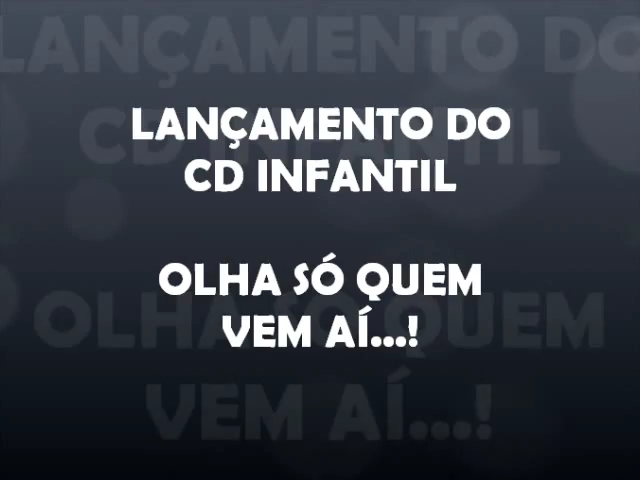 LANÇAMENTO DO
CD INFANTIL
OLHA SÓ QUEM
VEM AÍ...!